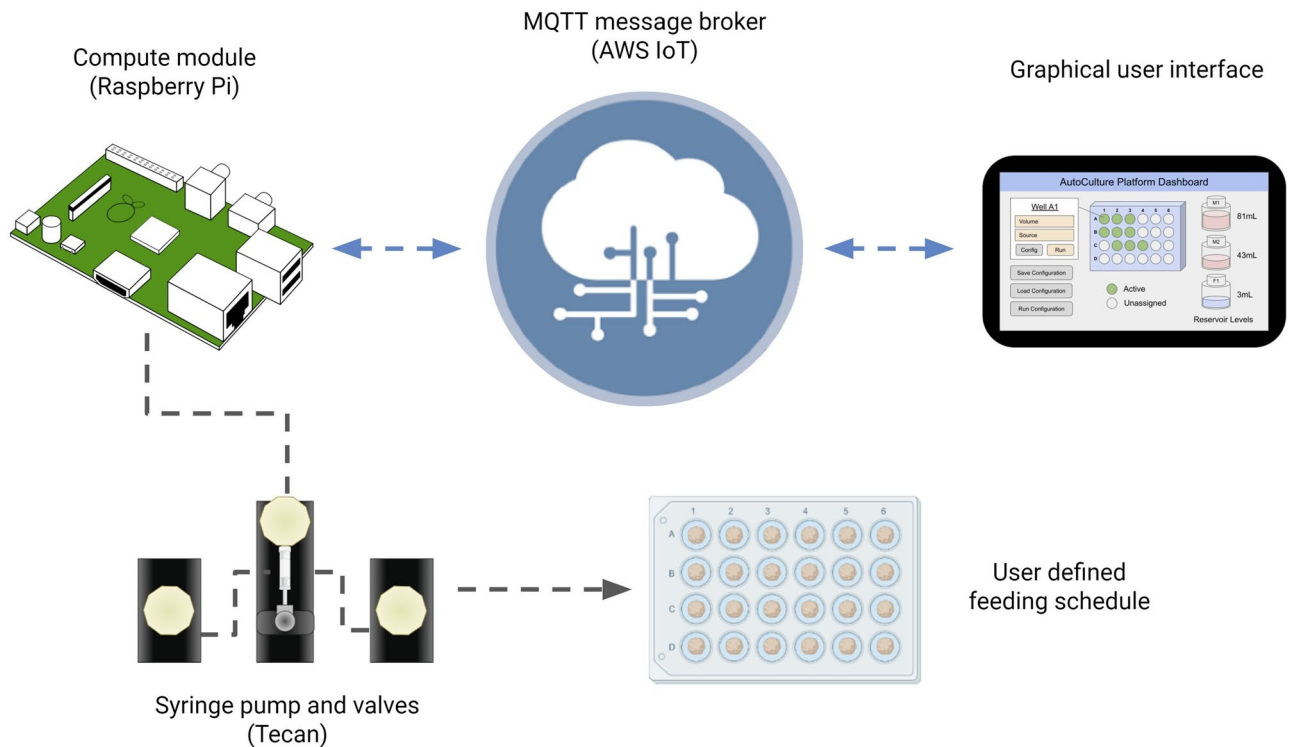 MQTT message broker
(AWS IoT)
Compute module
(Raspberry Pi)
Graphical user interface
AutoCulture Platform Dashboard
Well A1
Volume
Source
Config Run
Save Configuration
Load Configuration
Run Configuration
1 2 3 4 5 6
A
B
C
D
Active
Unassigned
M1
81mL
M2
43mL
F1
3mL
Reservoir Levels
1 2 3 4 5 6
A
B
C
D
User defined
feeding schedule
Syringe pump and valves
(Tecan)